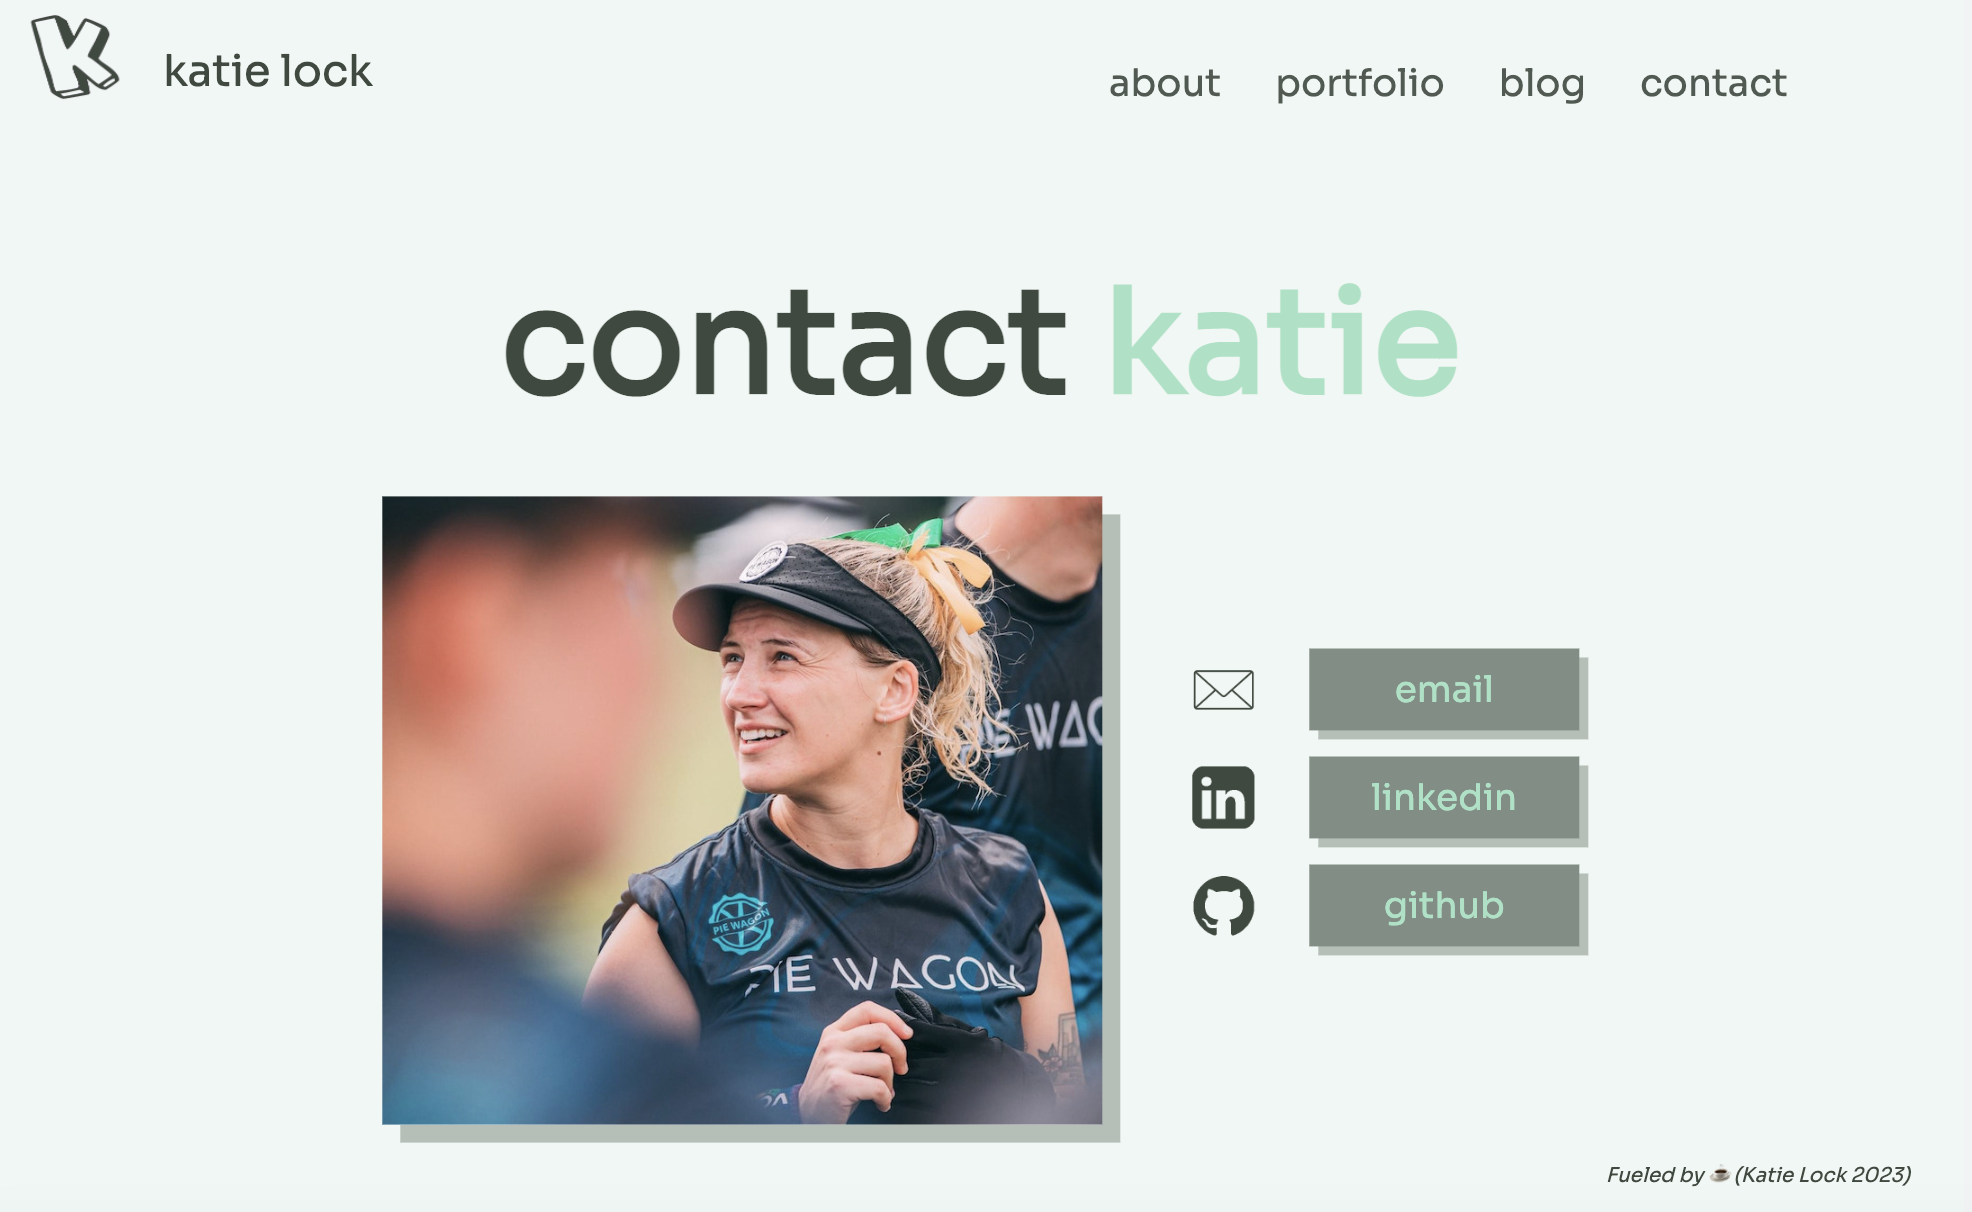 K
katie lock
about portfolio blog contact
contact katie
PIE WAGON
PIE WAGON
email
in
linkedin
github
Fueled by ☕ (Katie Lock 2023)